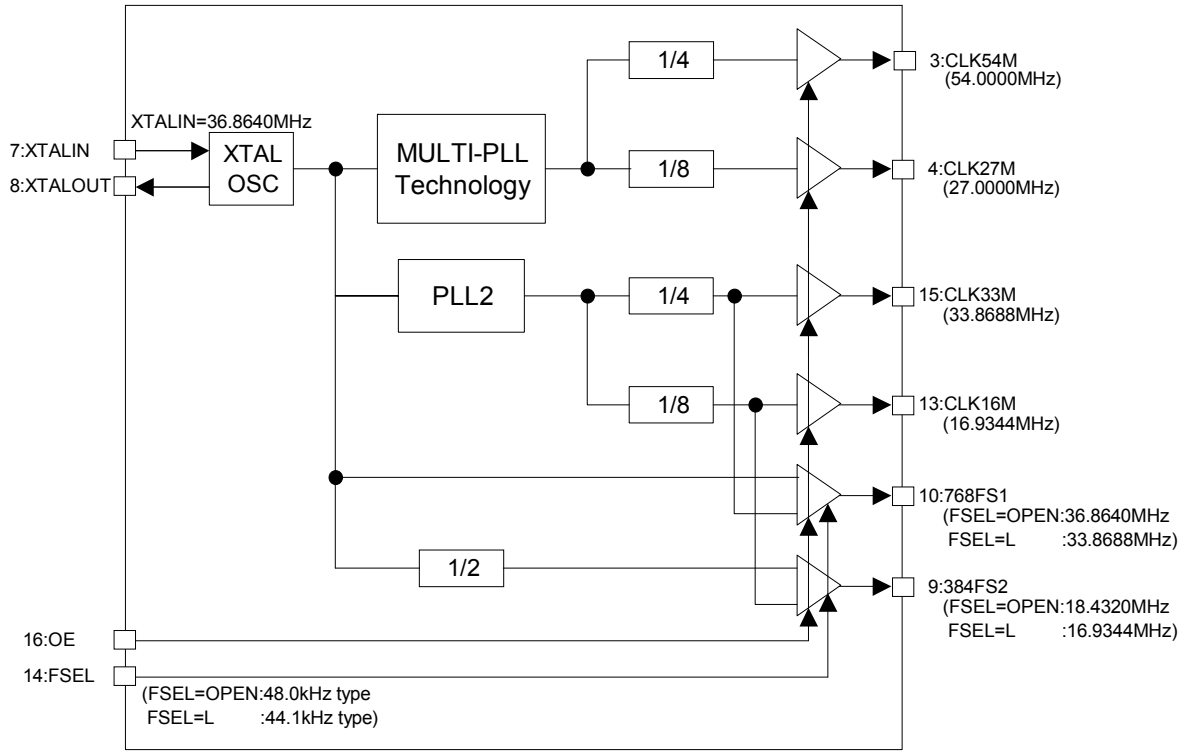 1/4
3:CLK54M
(54.0000MHz)
XTALIN=36.8640MHz
7:XTALIN
8:XTALOUT
XTAL
OSC
MULTI-PLL
Technology
1/8
4:CLK27M
(27.0000MHz)
PLL2
1/4
15:CLK33M
(33.8688MHz)
1/8
13:CLK16M
(16.9344MHz)
10:768FS1
(FSEL=OPEN:36.8640MHz
FSEL=L :33.8688MHz)
1/2
9:384FS2
(FSEL=OPEN:18.4320MHz
FSEL=L :16.9344MHz)
16:OE
14:FSEL
(FSEL=OPEN:48.0kHz type
FSEL=L :44.1kHz type)